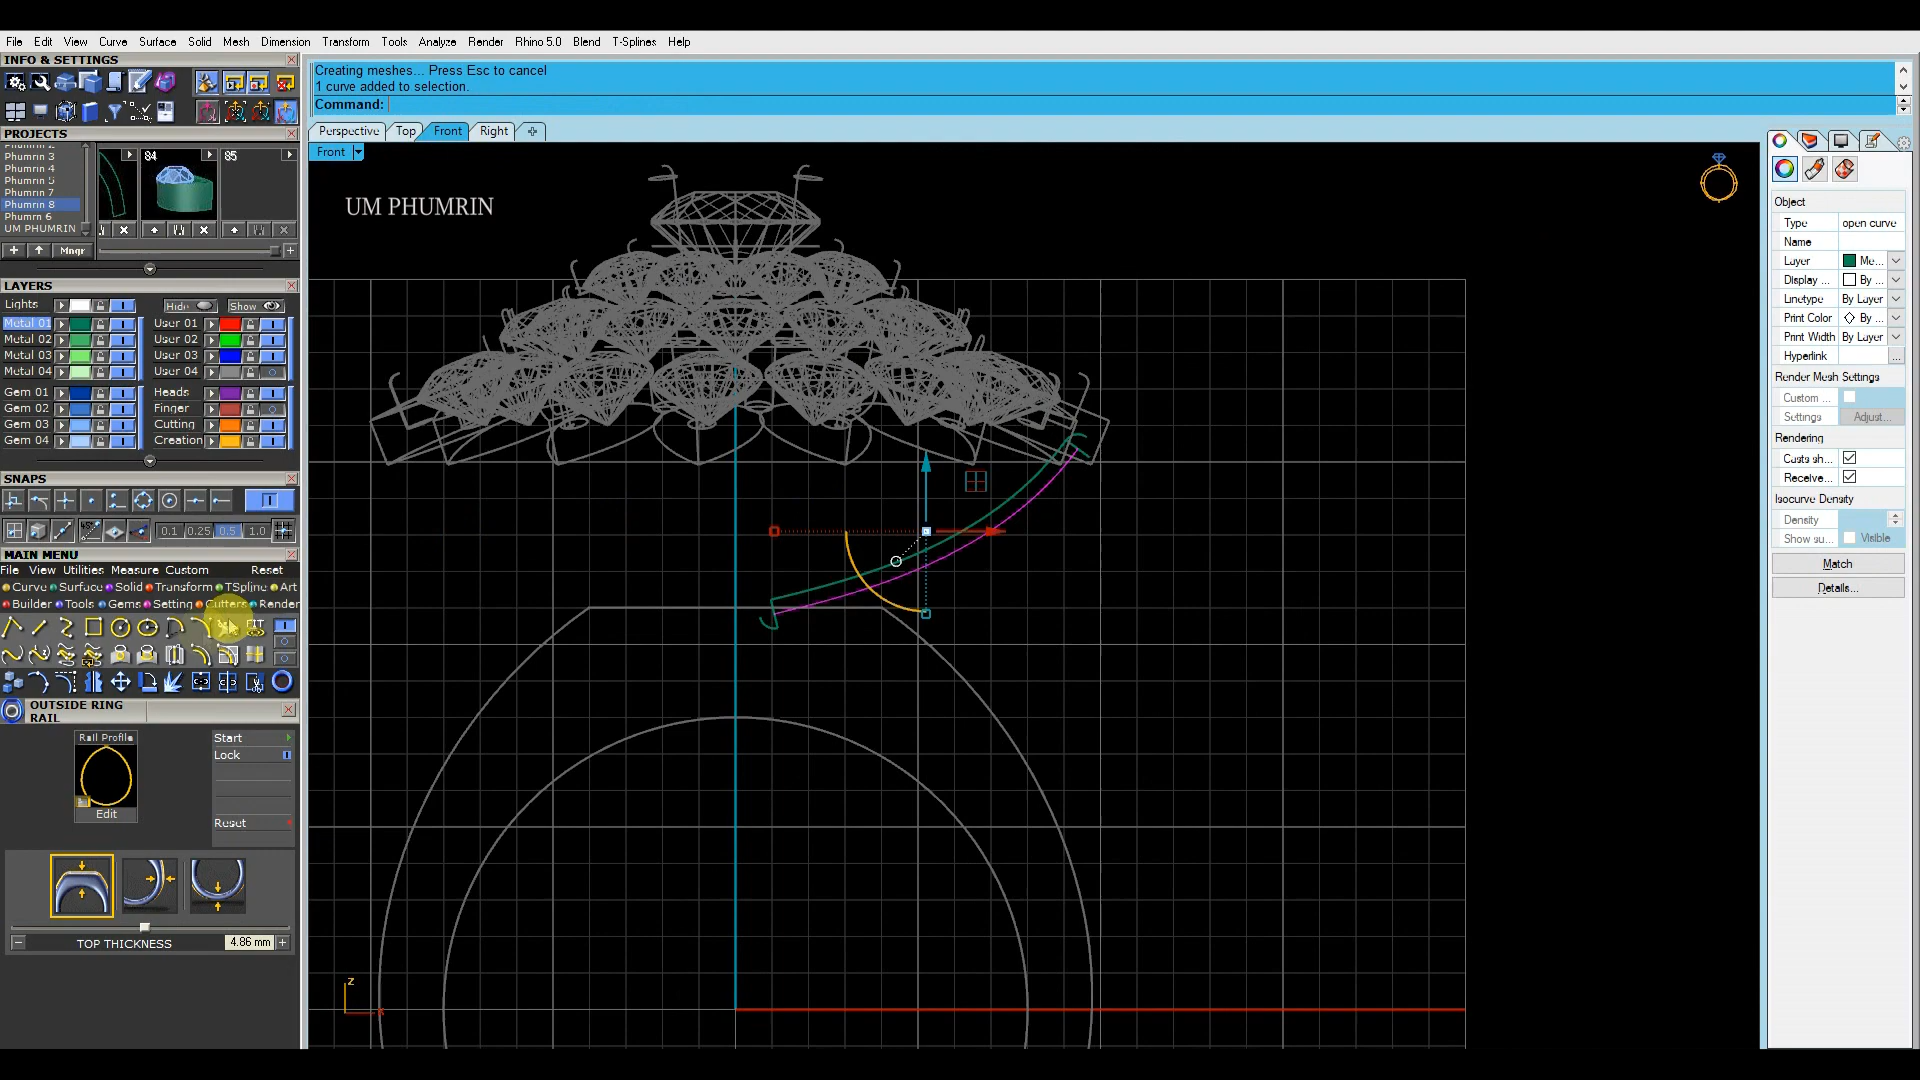 File Edit View Curve Surface Solid Mesh Dimension Transform Tools Analyze Render Rhino 5.0 Blend T-Splines Help
INFO & SETTINGS
Creating meshes... Press Esc to cancel
1 curve added to selection.
Command:
PROJECTS
Phumrin 3
Phumrin 4
Phumrin 5
Phumrin 7
Phumrin 8
Phumrin 6
UM PHUMRIN
84
85
Mngr
Perspective Top Front Right
Front
UM PHUMRIN
LAYERS
Lights Hide Show
Metal 01 User 01
Metal 02 User 02
Metal 03 User 03
Metal 04 User 04
Gem 01 Heads
Gem 02 Finger
Gem 03 Cutting
Gem 04 Creation
SNAPS
0.1 0.25 0.5 1.0
MAIN MENU
File View Utilities Measure Custom Reset
Curve Surface Solid Transform TSpline Art
Builder Tools Gems Setting Cutters Render
FIT
OUTSIDE RING
RAIL
Rail Profile
Edit
Start
Lock
Reset
TOP THICKNESS 4.86 mm
z
x
Object
Type open curve
Name
Layer Me...
Display ... By ...
Linetype By Layer
Print Color By ...
Print Width By Layer
Hyperlink ...
Render Mesh Settings
Custom ...
Settings Adjust...
Rendering
Casts sh...
Receive...
Isocurve Density
Density
Show su... Visible
Match
Details...